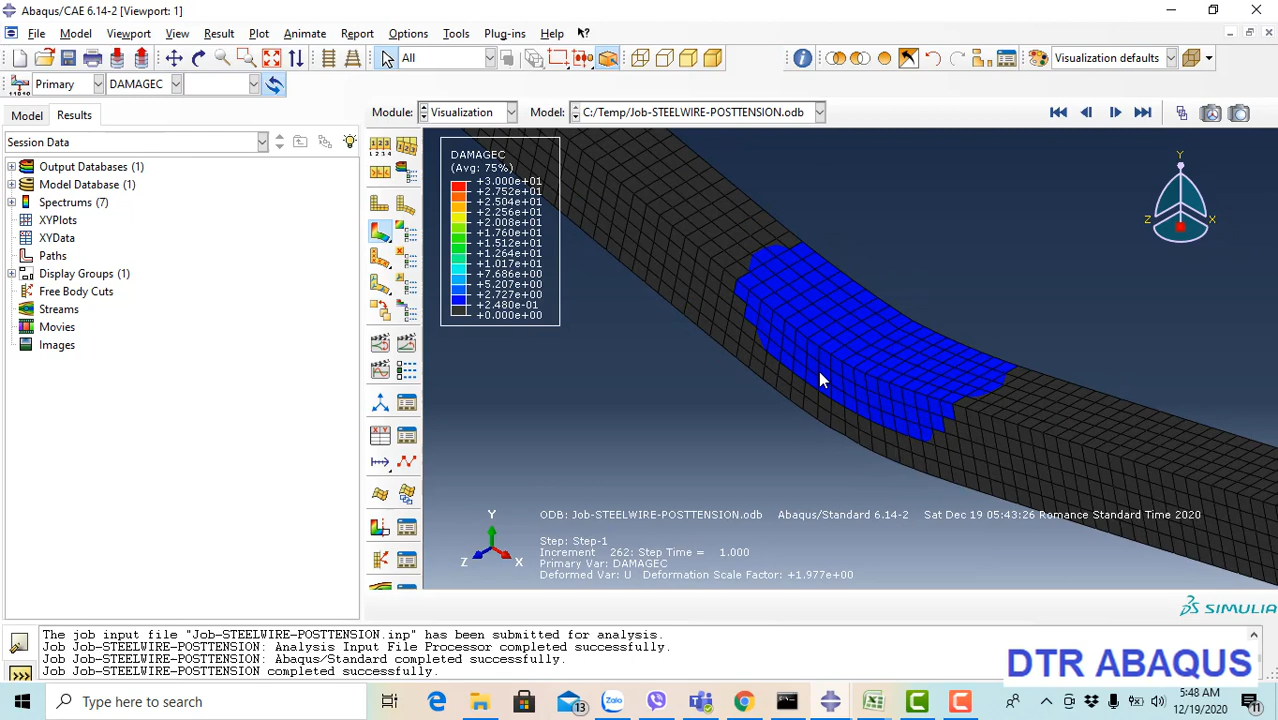 Abaqus/CAE 6.14-2 [Viewport: 1]
File Model Viewport View Result Plot Animate Report Options Tools Plug-ins Help
All
Visualization defaults
Primary DAMAGEC
Model Results Module: Visualization Model: C:/Temp/Job-STEELWIRE-POSTTENSION.odb
Session Data
Output Databases (1)
Model Database (1)
Spectrums (7)
XYPlots
XYData
Paths
Display Groups (1)
Free Body Cuts
Streams
Movies
Images
DAMAGEC
(Avg: 75%)
+3.000e+01
+2.752e+01
+2.504e+01
+2.256e+01
+2.008e+01
+1.760e+01
+1.512e+01
+1.264e+01
+1.017e+01
+7.686e+00
+5.207e+00
+2.727e+00
+2.480e-01
+0.000e+00
Y
Z X
Y
Z X
ODB: Job-STEELWIRE-POSTTENSION.odb Abaqus/Standard 6.14-2 Sat Dec 19 05:43:26 Romance Standard Time 2020
Step: Step-1
Increment 262: Step Time = 1.000
Primary Var: DAMAGEC
Deformed Var: U Deformation Scale Factor: +1.977e+00
SIMULIA
The job input file "Job-STEELWIRE-POSTTENSION.inp" has been submitted for analysis.
Job Job-STEELWIRE-POSTTENSION: Analysis Input File Processor completed successfully.
Job Job-STEELWIRE-POSTTENSION: Abaqus/Standard completed successfully.
Job Job-STEELWIRE-POSTTENSION completed successfully.
DTR ABAQUS
Type here to search
13
Zalo
5:48 AM
12/19/2020
11